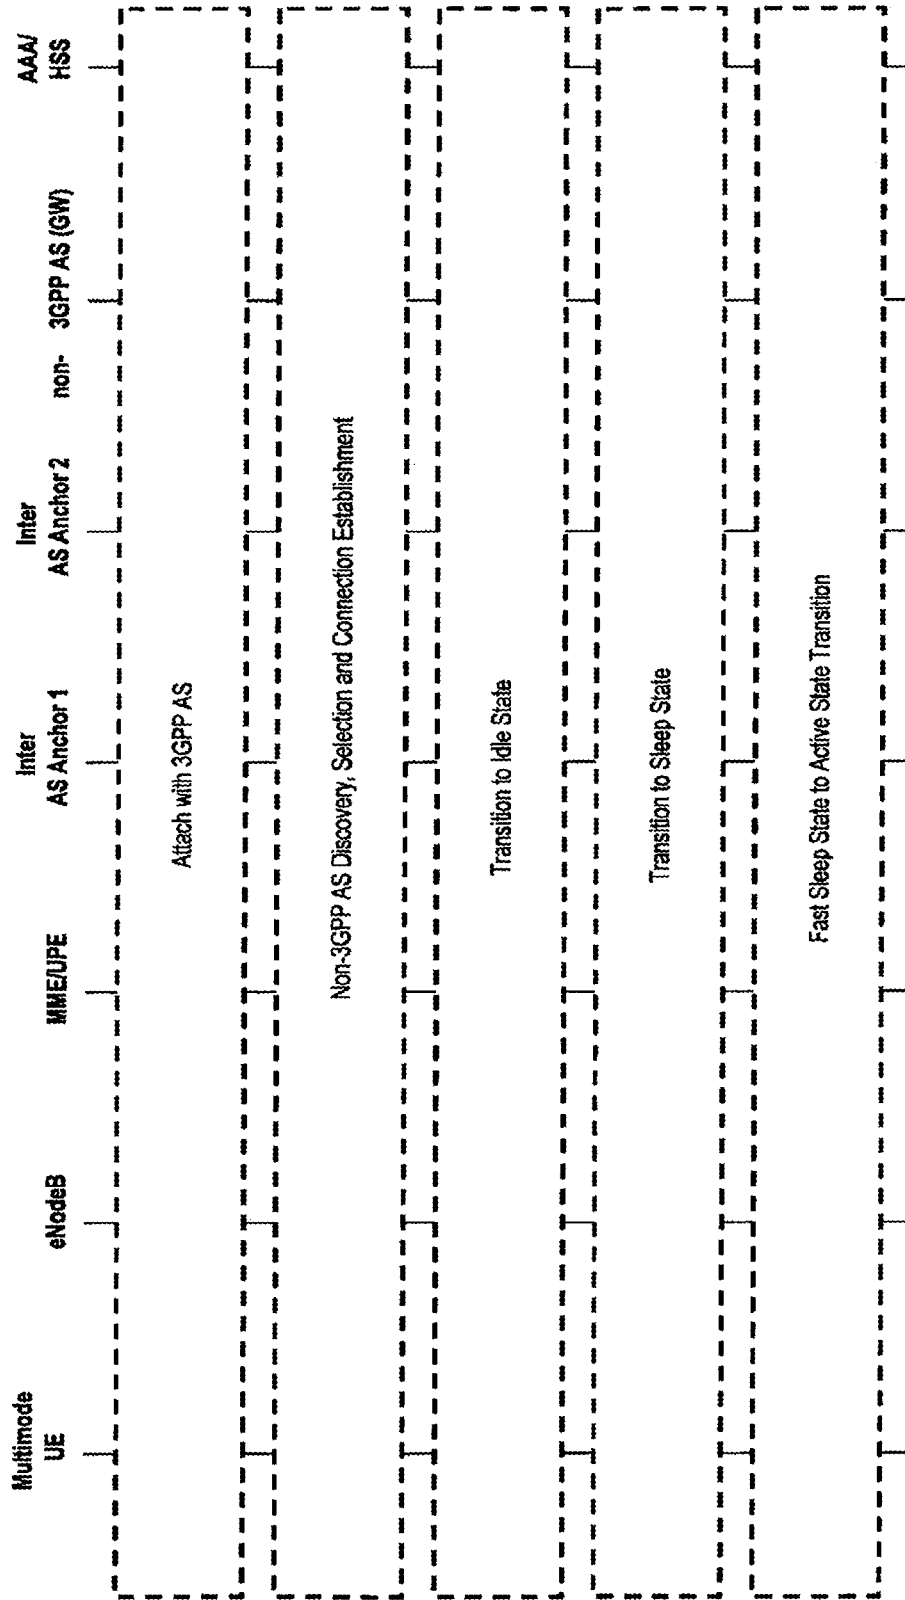 Multimode
UE
eNodeB
MME/UPE
Inter
AS Anchor 1
Inter
AS Anchor 2
non-
3GPP AS (GW)
AAA/
HSS
Attach with 3GPP AS
Non-3GPP AS Discovery, Selection and Connection Establishment
Transition to Idle State
Transition to Sleep State
Fast Sleep State to Active State Transition